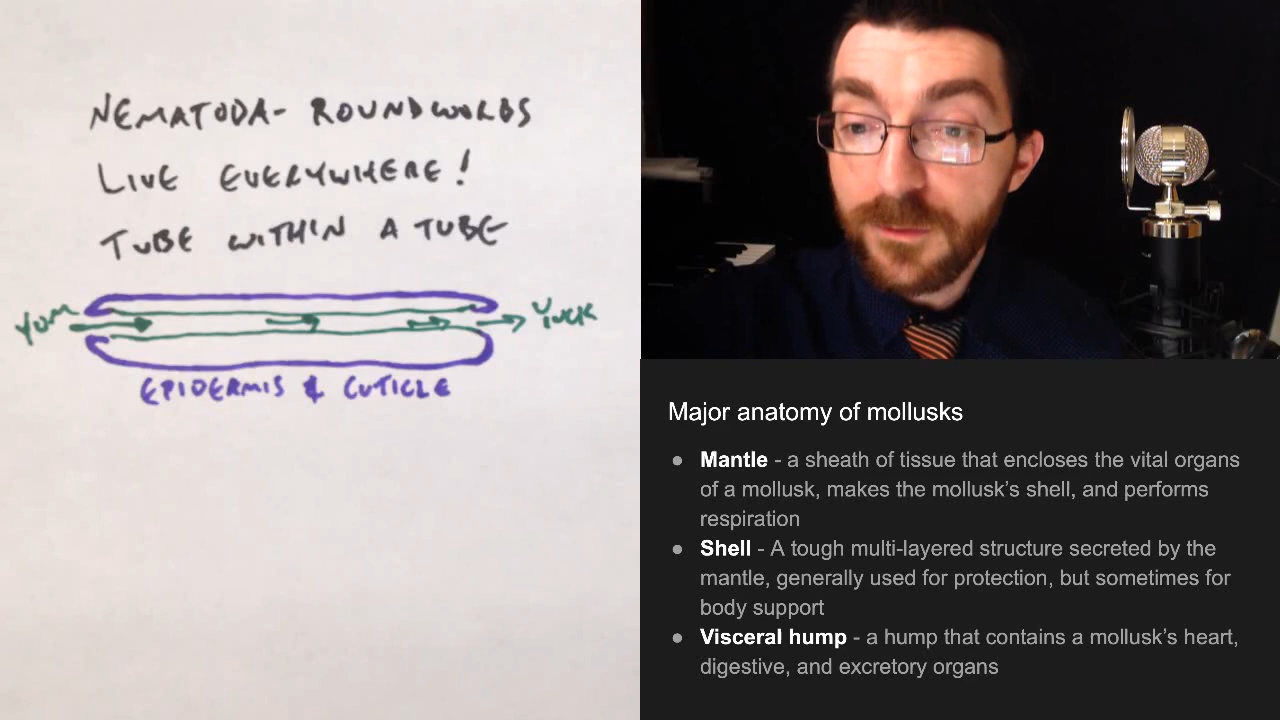 NEMATODA - ROUNDWORDS
LIVE EVERYWHERE!
TUBE WITHIN A TUBE
YUM
YUCK
EPIDERMIS & CUTICLE
Major anatomy of mollusks
● Mantle - a sheath of tissue that encloses the vital organs
of a mollusk, makes the mollusk’s shell, and performs
respiration
● Shell - A tough multi-layered structure secreted by the
mantle, generally used for protection, but sometimes for
body support
● Visceral hump - a hump that contains a mollusk’s heart,
digestive, and excretory organs